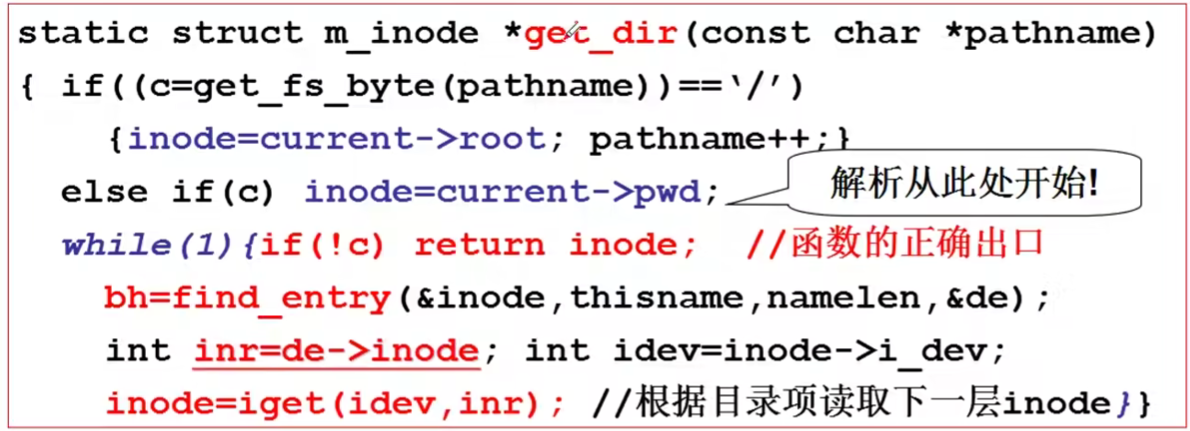 static struct m_inode *get_dir(const char *pathname)
{ if((c=get_fs_byte(pathname))==‘/’)
{inode=current->root; pathname++;}
else if(c) inode=current->pwd;
解析从此处开始!
while(1){if(!c) return inode; //函数的正确出口
bh=find_entry(&inode,thisname,namelen,&de);
int inr=de->inode; int idev=inode->i_dev;
inode=iget(idev,inr); //根据目录项读取下一层inode}}